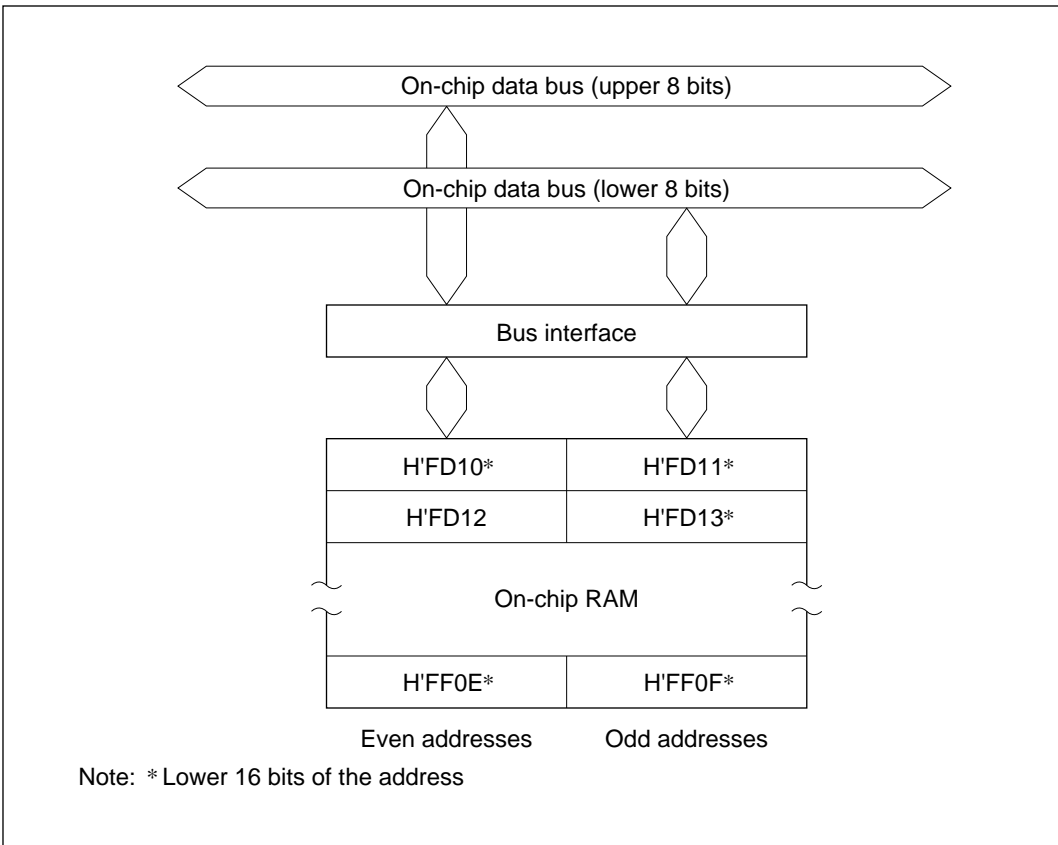 On-chip data bus (upper 8 bits)
On-chip data bus (lower 8 bits)
Bus interface
H'FD10* H'FD11*
H'FD12 H'FD13*
On-chip RAM
H'FF0E* H'FF0F*
Even addresses Odd addresses
Note: * Lower 16 bits of the address